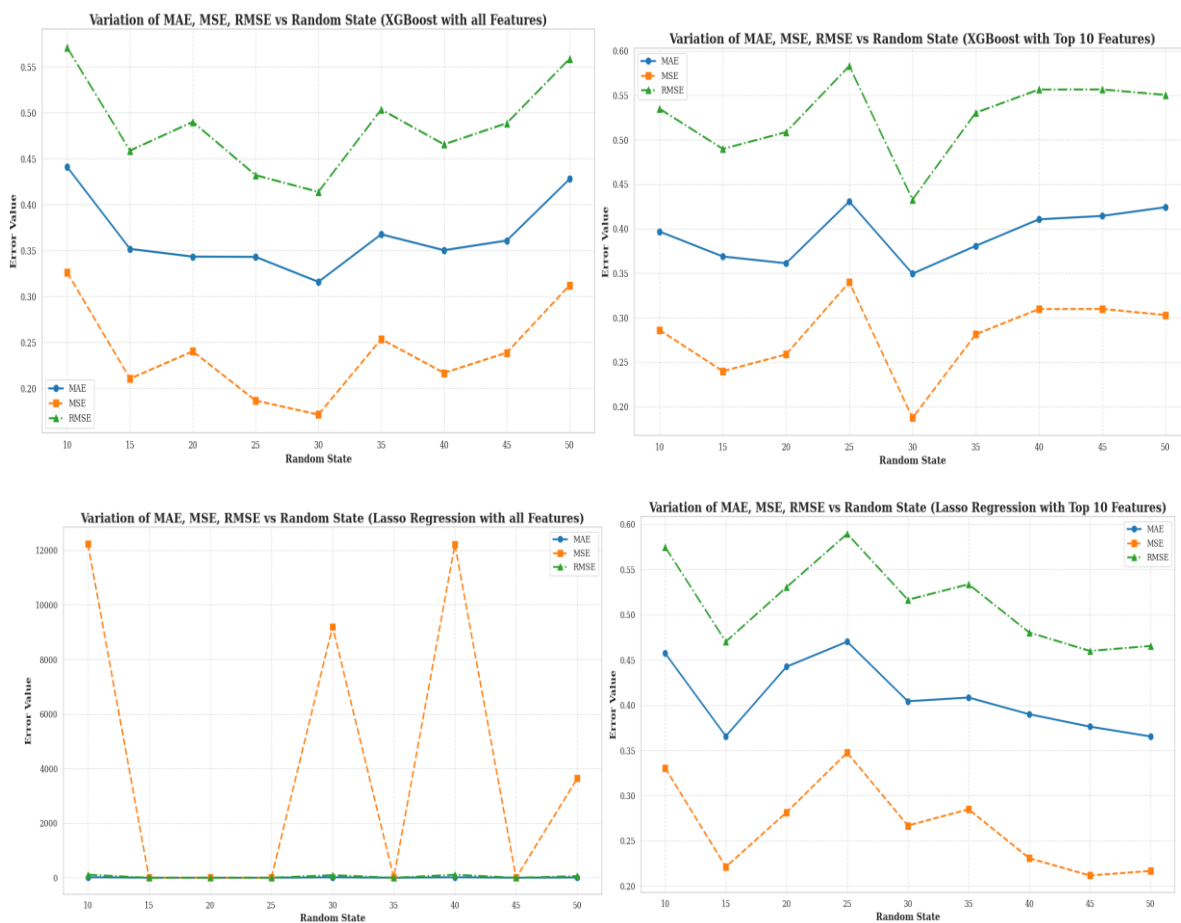 Variation of MAE, MSE, RMSE vs Random State (XGBoost with all Features)
Error Value
0.55
0.50
0.45
0.40
0.35
0.30
0.25
0.20
MAE
MSE
RMSE
10 15 20 25 30 35 40 45 50
Random State
Variation of MAE, MSE, RMSE vs Random State (XGBoost with Top 10 Features)
Error Value
0.60
0.55
0.50
0.45
0.40
0.35
0.30
0.25
0.20
MAE
MSE
RMSE
10 15 20 25 30 35 40 45 50
Random State
Variation of MAE, MSE, RMSE vs Random State (Lasso Regression with all Features)
Error Value
12000
10000
8000
6000
4000
2000
0
MAE
MSE
RMSE
10 15 20 25 30 35 40 45 50
Random State
Variation of MAE, MSE, RMSE vs Random State (Lasso Regression with Top 10 Features)
Error Value
0.60
0.55
0.50
0.45
0.40
0.35
0.30
0.25
0.20
MAE
MSE
RMSE
10 15 20 25 30 35 40 45 50
Random State